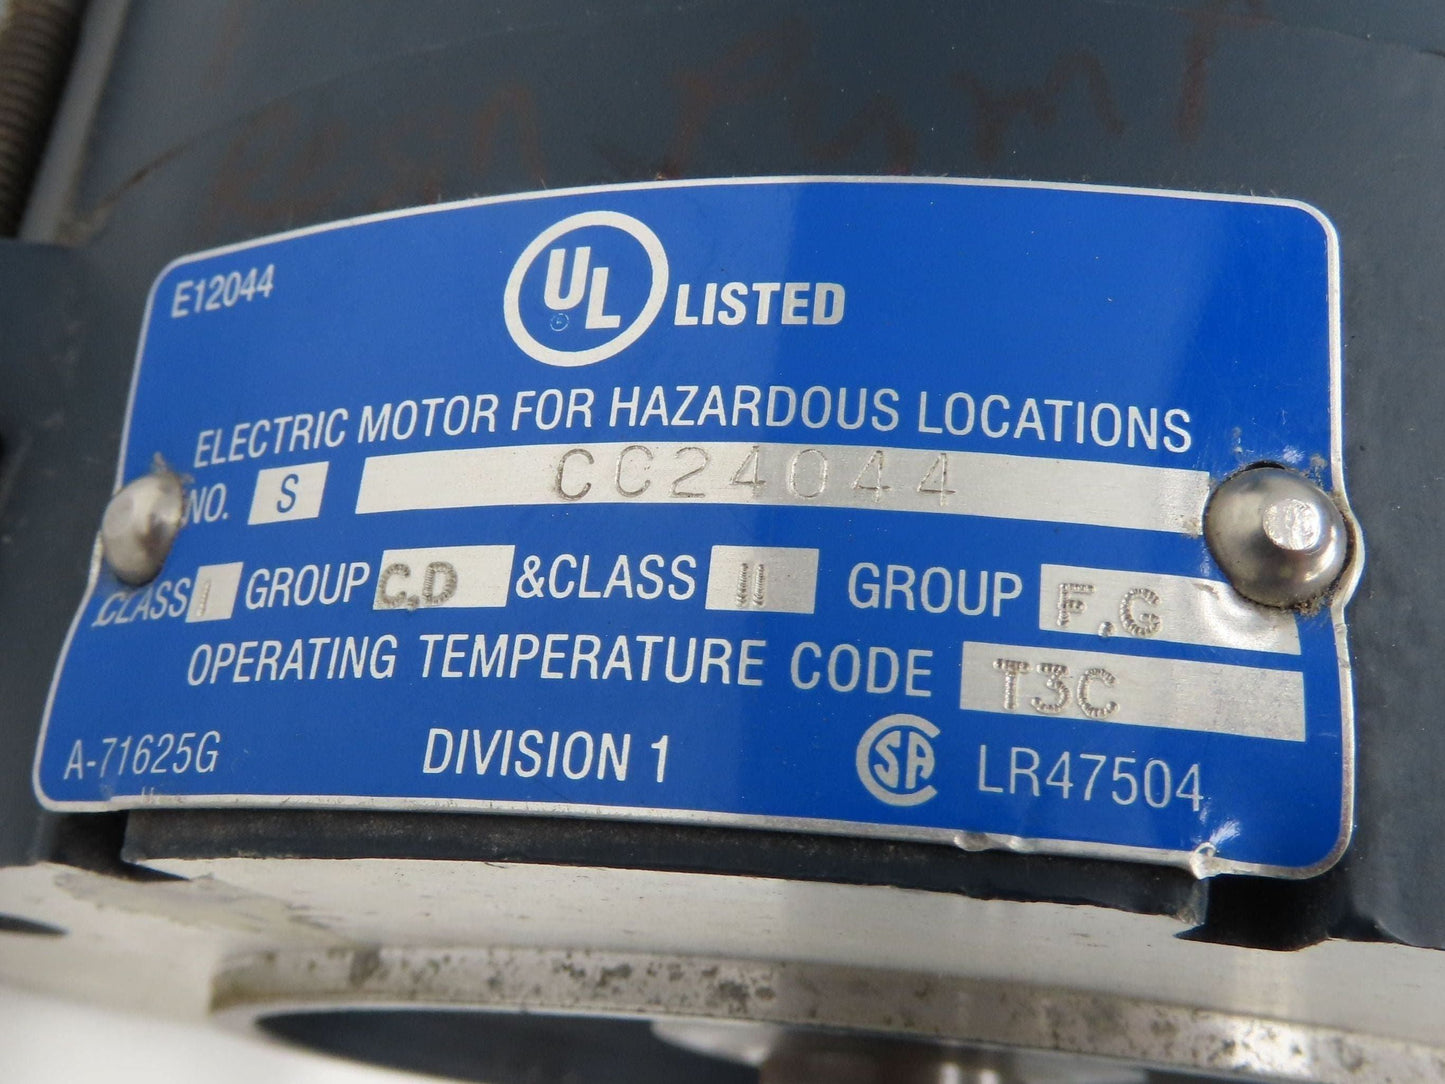 E12044
UL LISTED
ELECTRIC MOTOR FOR HAZARDOUS LOCATIONS
NO. S CC24044
CLASS I GROUP C,D &CLASS II GROUP F,G
OPERATING TEMPERATURE CODE T3C
A-71625G DIVISION 1 SA LR47504